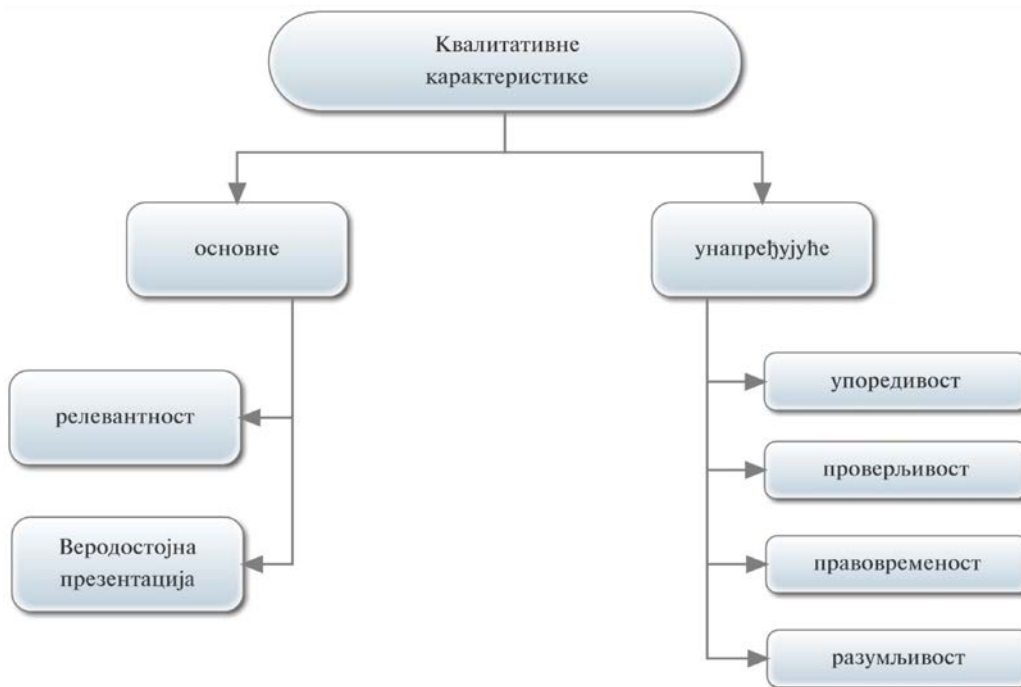 Квалитативне
карактеристике
основне
унапређујуће
релевантност
Веродостојна
презентација
упоредивост
проверљивост
правовременост
разумљивост